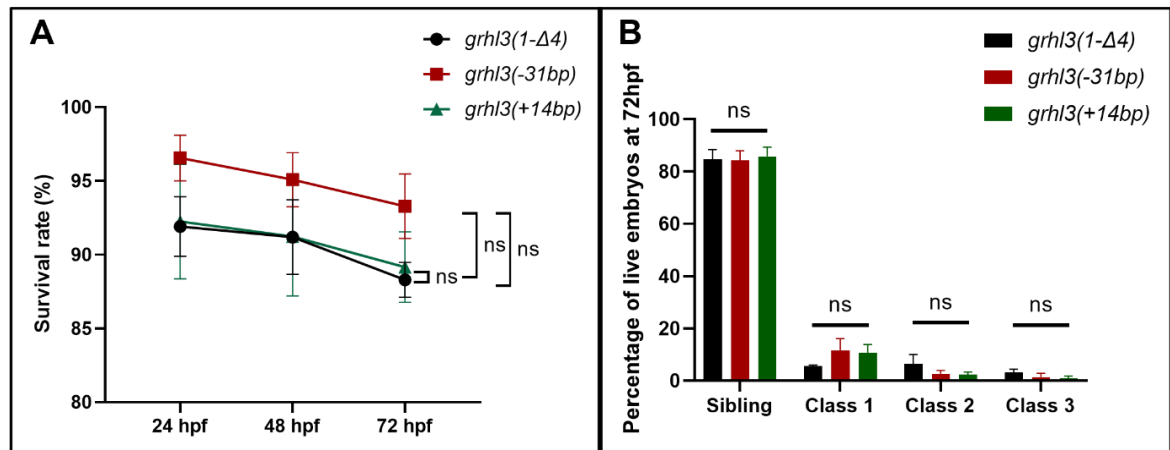 A
grhl3(1-Δ4)
grhl3(-31bp)
grhl3(+14bp)
Survival rate (%)
100
95
90
85
80
24 hpf 48 hpf 72 hpf
ns
ns
ns
B
grhl3(1-Δ4)
grhl3(-31bp)
grhl3(+14bp)
Percentage of live embryos at 72hpf
100
80
60
40
20
0
ns
ns
ns
ns
Sibling Class 1 Class 2 Class 3